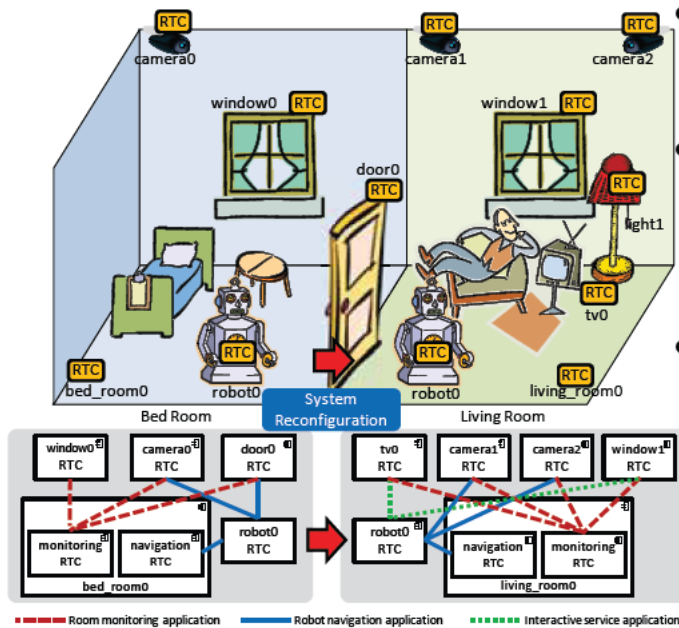 RTC
RTC
RTC
camera0
camera1
camera2
window0
RTC
window1
RTC
door0
RTC
RTC
light1
RTC
tv0
RTC
RTC
RTC
RTC
bed_room0
robot0
robot0
living_room0
Bed Room
System
Reconfiguration
Living Room
window0
RTC
camera0
RTC
door0
RTC
tv0
RTC
camera1
RTC
camera2
RTC
window1
RTC
monitoring
RTC
navigation
RTC
robot0
RTC
bed_room0
robot0
RTC
navigation
RTC
monitoring
RTC
living_room0
Room monitoring application
Robot navigation application
Interactive service application